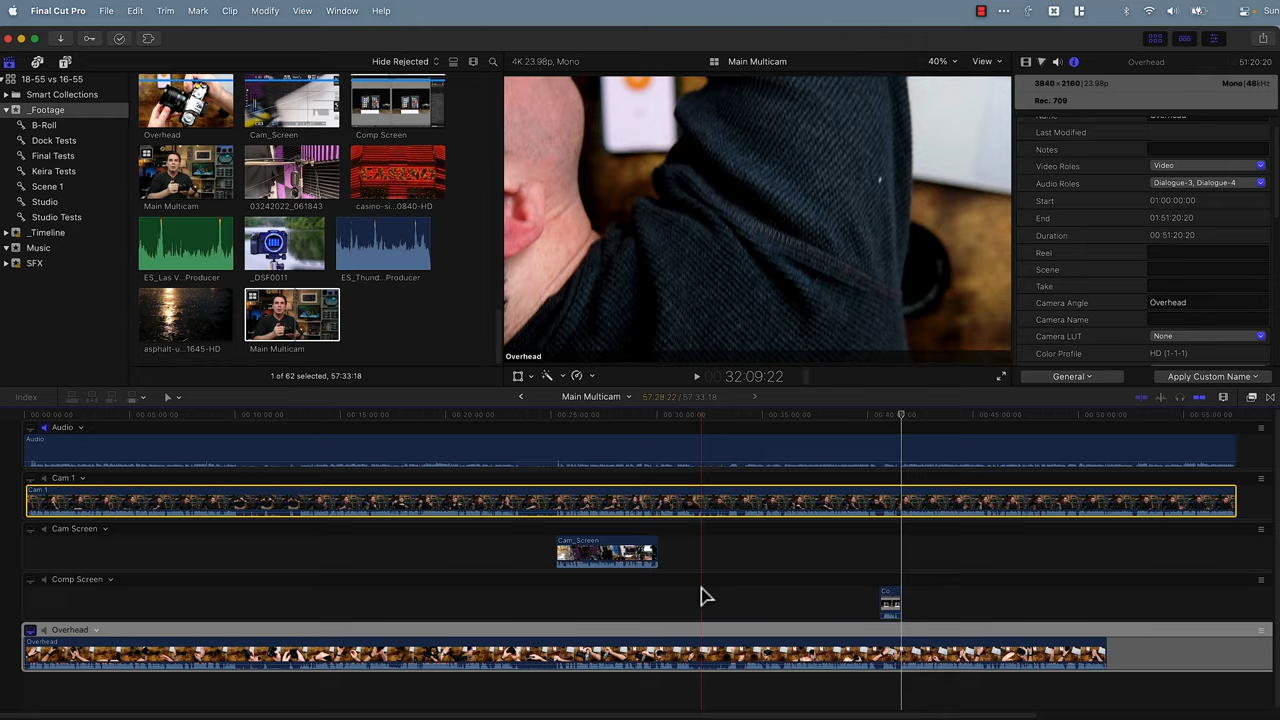 Final Cut Pro File Edit Trim Mark Clip Modify View Window Help Sun
18-55 vs 16-55
Smart Collections
_Footage
B-Roll
Dock Tests
Final Tests
Keira Tests
Scene 1
Studio
Studio Tests
_Timeline
Music
SFX
Hide Rejected
Overhead Cam_Screen Comp Screen
Main Multicam 03242022_061843 casino-si...0840-HD
ES_Las V...Producer _DSF0011 ES_Thund...Producer
asphalt-u...1645-HD Main Multicam
1 of 62 selected, 57:33:18
4K 23.98p, Mono Main Multicam 40% View
Overhead
32:09:22
Overhead 51:20:20
3840 × 2160 | 23.98p Mono | 48kHz
Rec. 709
Name Overhead
Last Modified
Notes
Video Roles Video
Audio Roles Dialogue-3, Dialogue-4
Start 01:00:00:00
End 01:51:20:20
Duration 00:51:20:20
Reel
Scene
Take
Camera Angle Overhead
Camera Name
Camera LUT None
Color Profile HD (1-1-1)
General Apply Custom Name
Index Main Multicam 57:28:22 / 57:33:18
00:00:00:00 00:05:00:00 00:10:00:00 00:15:00:00 00:20:00:00 00:25:00:00 00:30:00:00 00:35:00:00 00:40:00:00 00:45:00:00 00:50:00:00 00:55:00:00
Audio
Audio
Cam 1
Cam 1
Cam Screen
Cam_Screen
Comp Screen
Co...
Overhead
Overhead